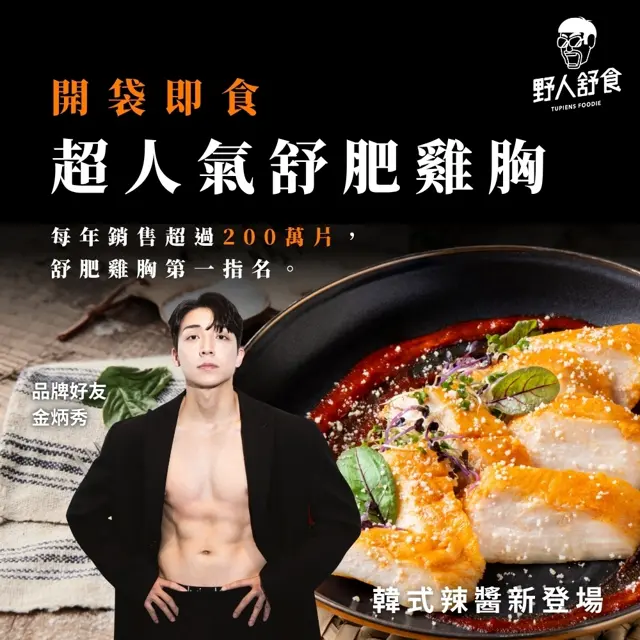 野人舒食
TUPIENS FOODIE
開袋即食
超人氣舒肥雞胸
每年銷售超過200萬片，
舒肥雞胸第一指名。
品牌好友
金炳秀
韓式辣醬新登場